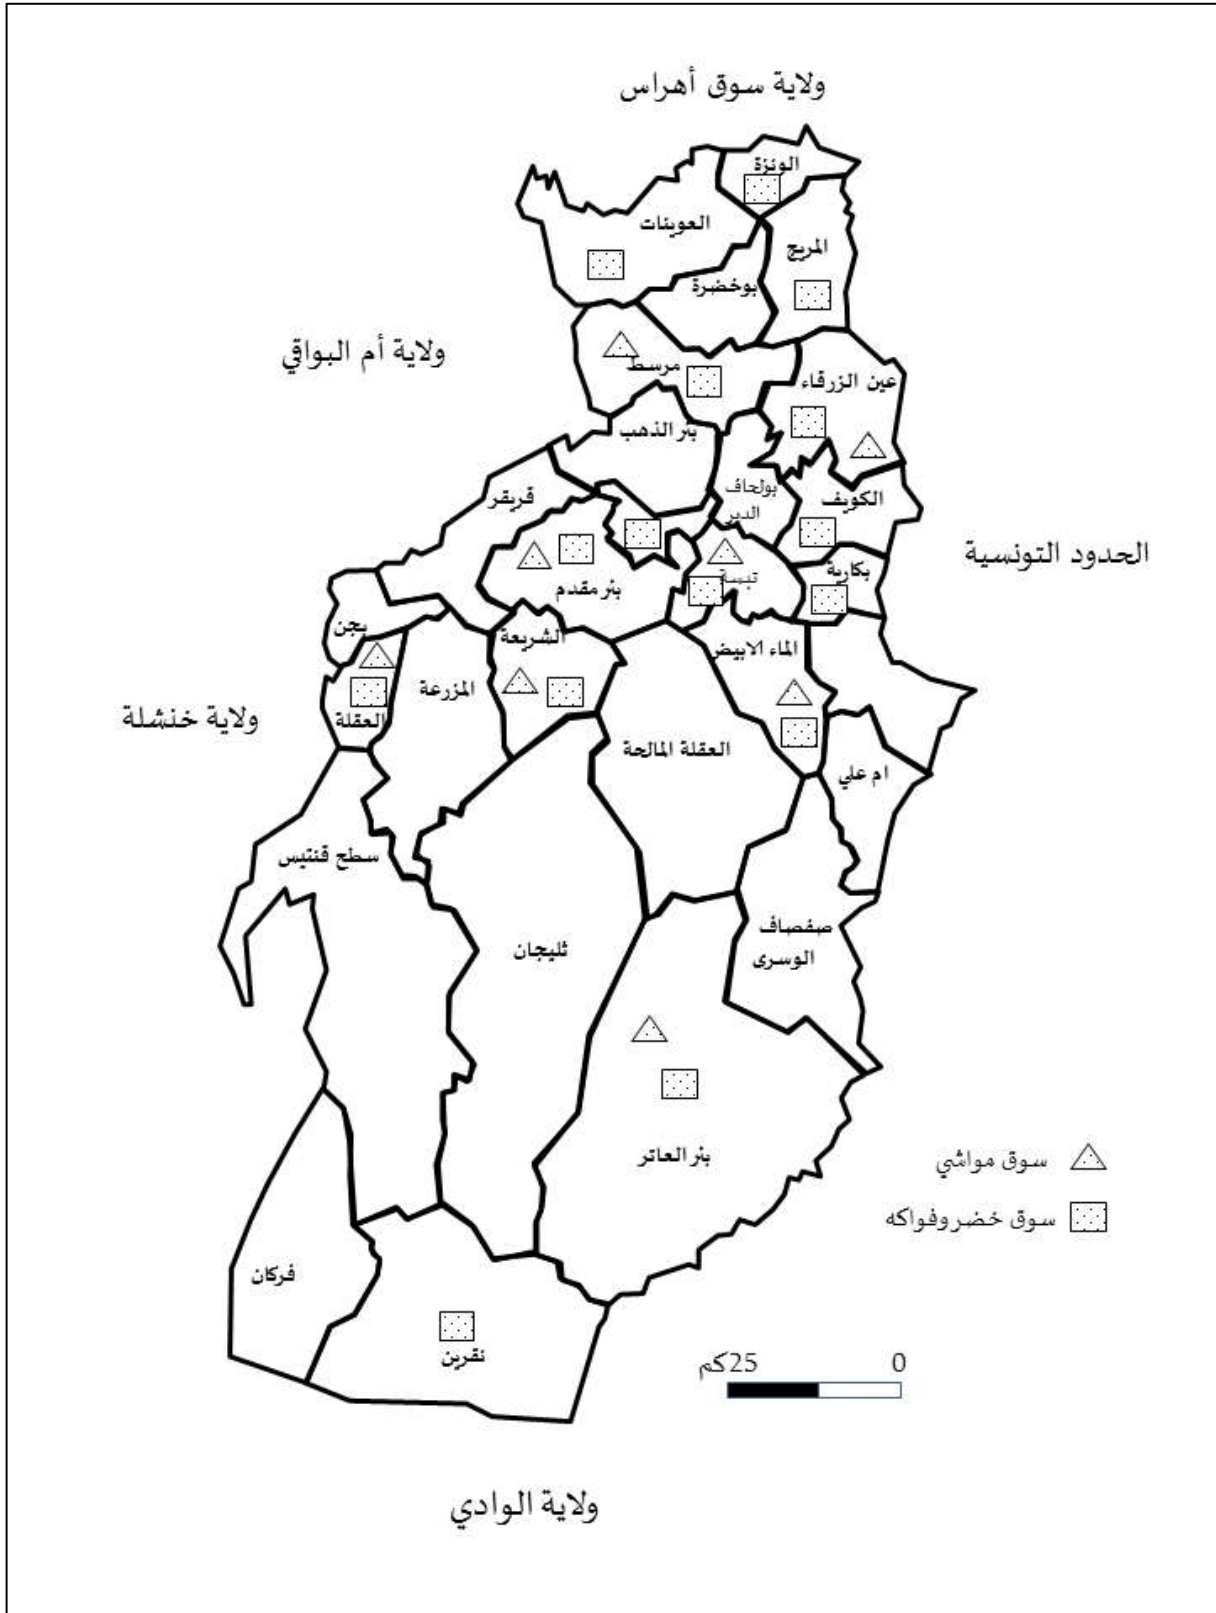 ولاية سوق أهراس
الونزة
العوينات
المريج
بوخضرة
ولاية أم البواقي
مرسط
عين الزرقاء
بئر الذهب
بولحاف
الدير
الكويف
قريقر
الحدود التونسية
تبسة
بكارية
بئر مقدم
بجن
الشريعة
الماء الابيض
المزرعة
العقلة
ولاية خنشلة
العقلة المالحة
ام علي
سطح قنتيس
صفصاف
الوسرى
ثليجان
بئر العاتر
سوق مواشي
سوق خضر وفواكه
فركان
نقرين
25كم
0
ولاية الوادي